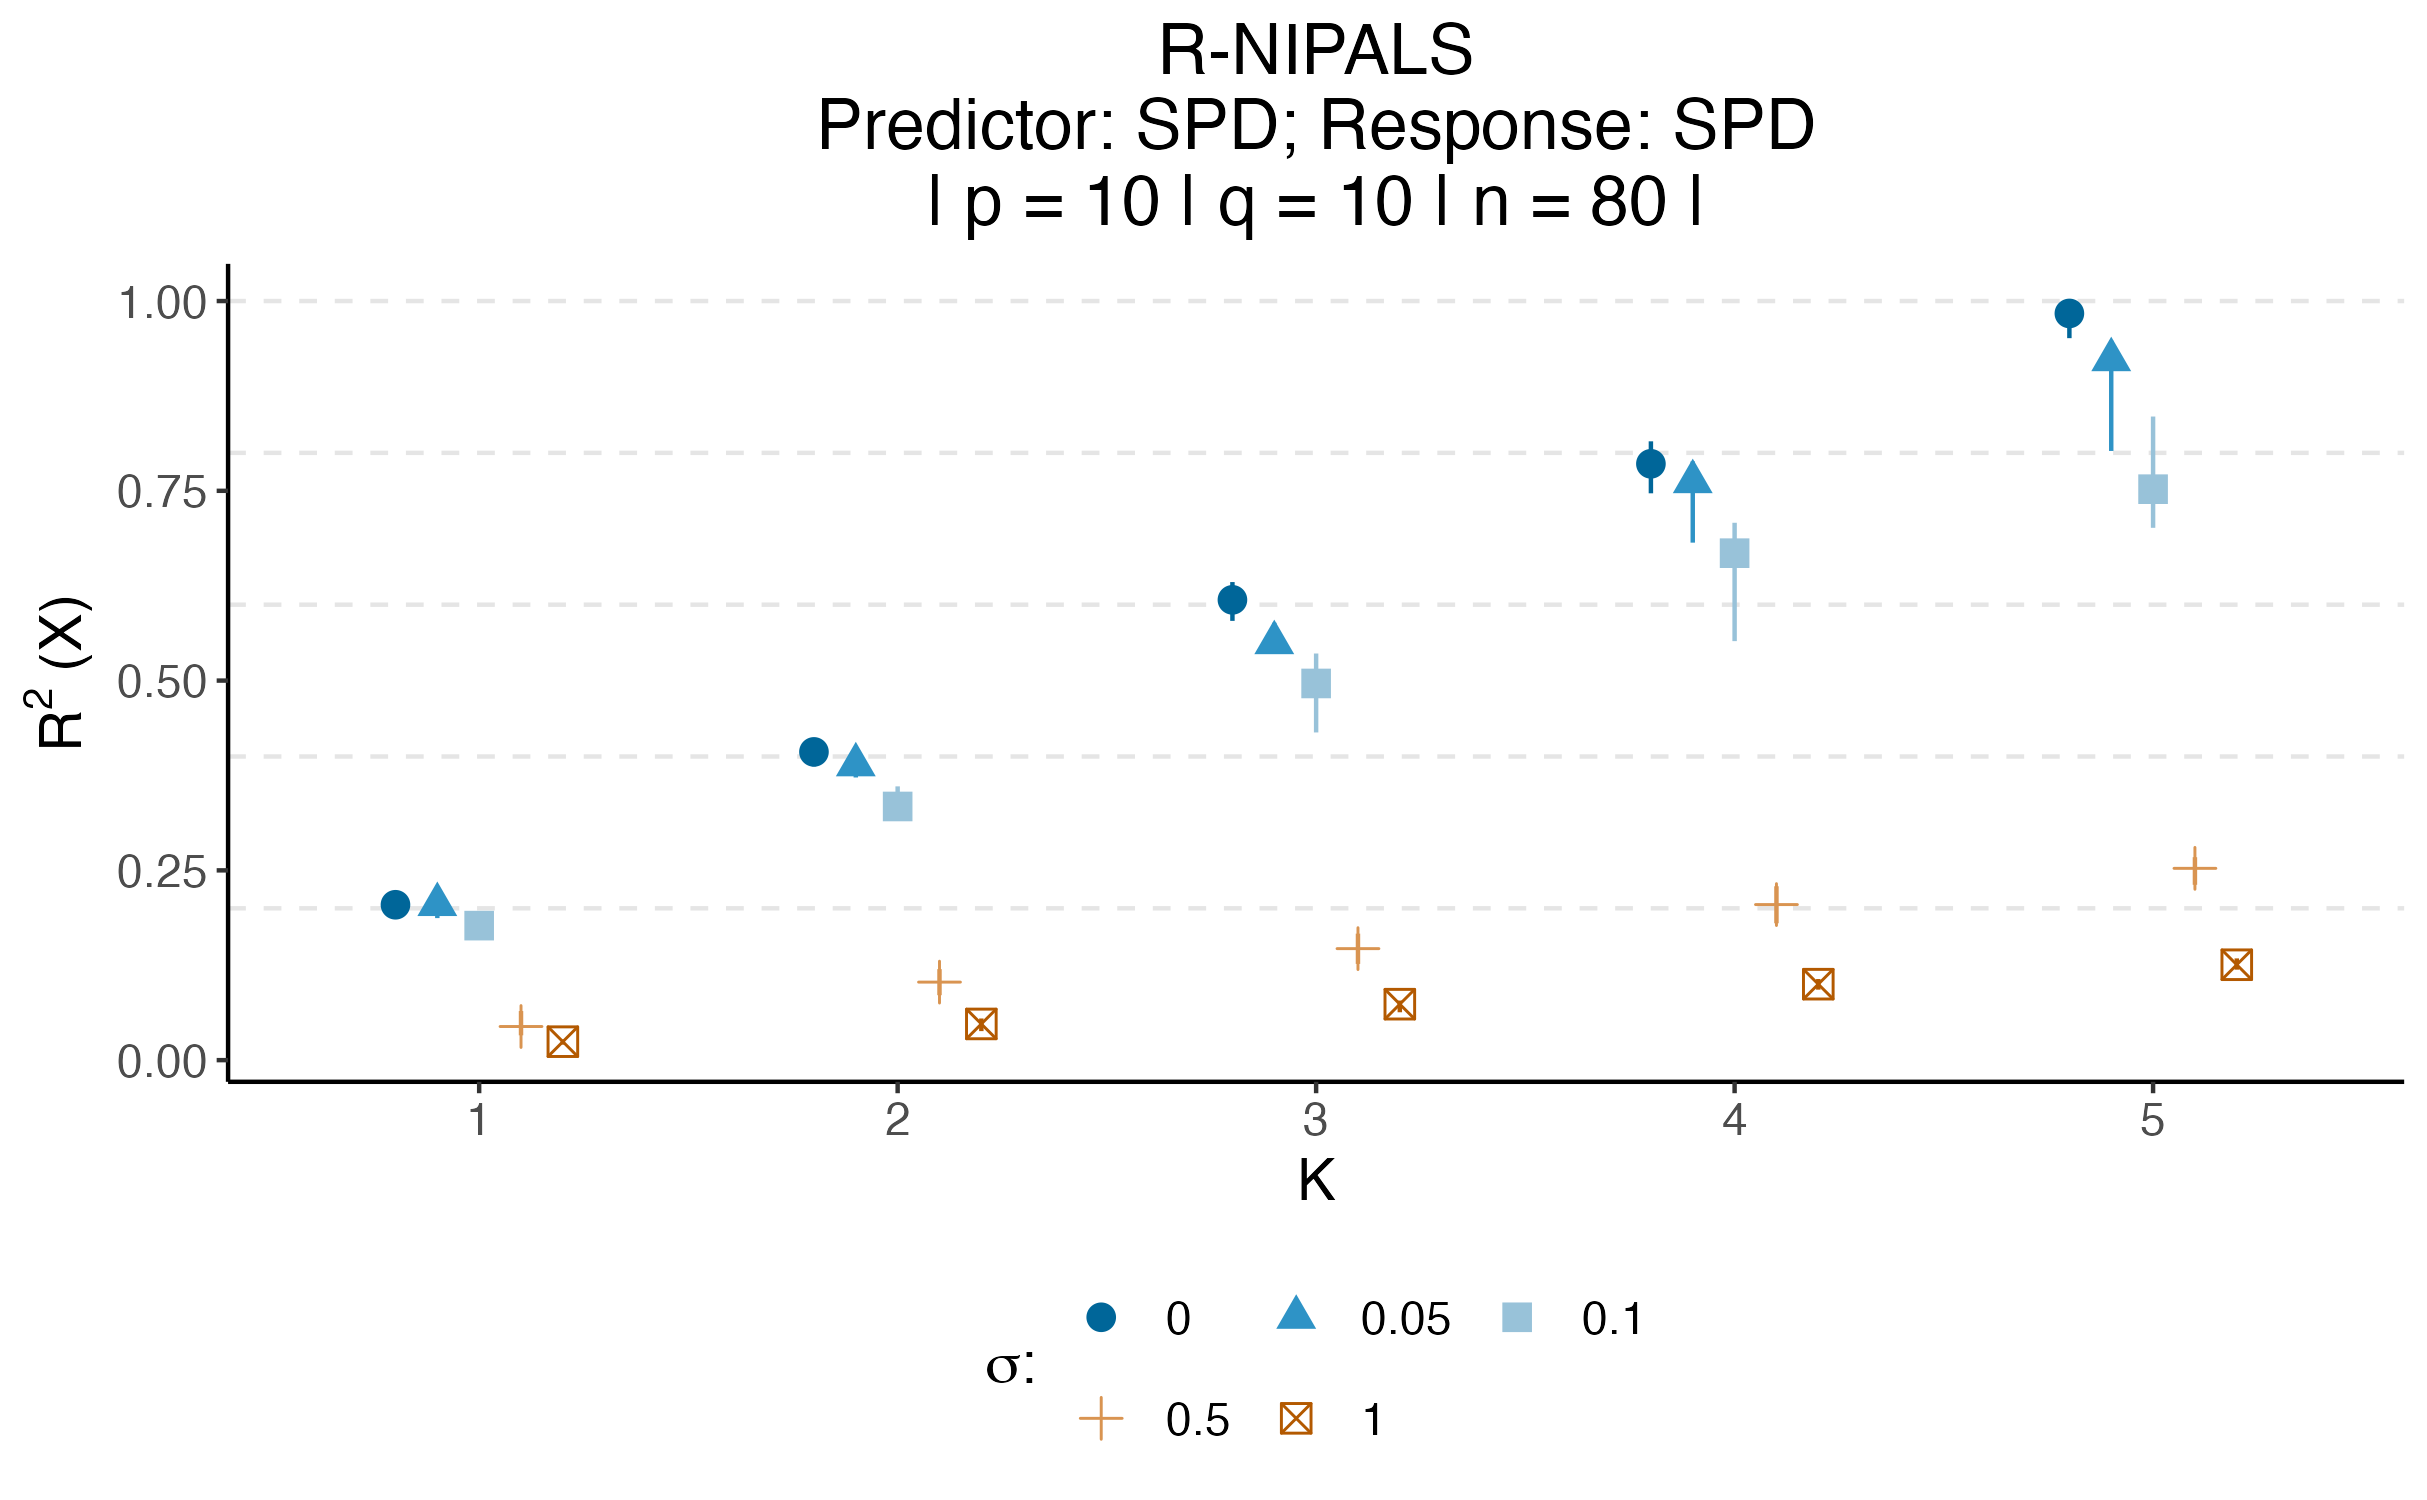 R-NIPALS
Predictor: SPD; Response: SPD
| p = 10 | q = 10 | n = 80 |
R² (X)
1.00
0.75
0.50
0.25
0.00
1 2 3 4 5
K
σ:
0 0.05 0.1
0.5 1